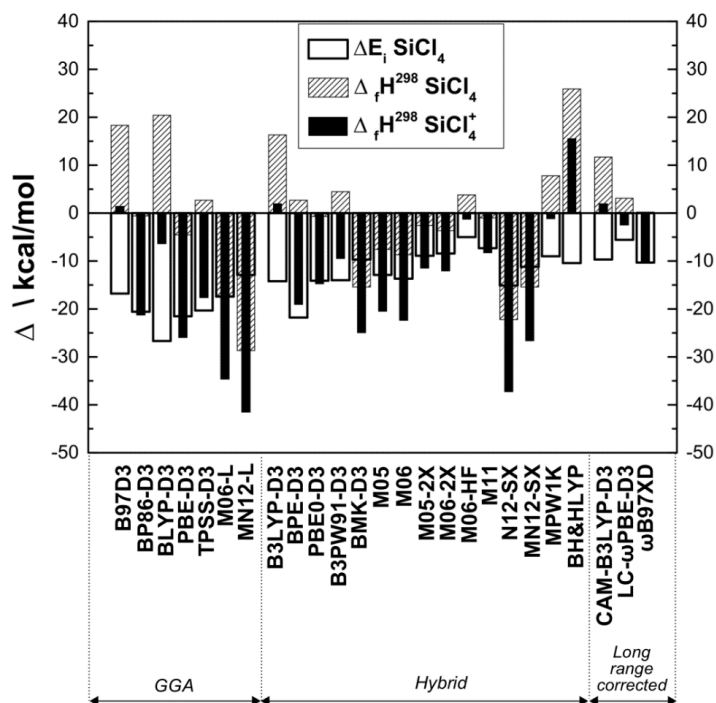 40
30
20
10
0
-10
-20
-30
-40
-50
Δ \ kcal/mol
ΔEi SiCl4
ΔfH298 SiCl4
ΔfH298 SiCl4+
40
30
20
10
0
-10
-20
-30
-40
-50
B97D3
BP86-D3
BLYP-D3
PBE-D3
TPSS-D3
M06-L
MN12-L
B3LYP-D3
BPE-D3
PBE0-D3
B3PW91-D3
BMK-D3
M05
M06
M05-2X
M06-2X
M06-HF
M11
N12-SX
MN12-SX
MPW1K
BH&HLYP
CAM-B3LYP-D3
LC-ωPBE-D3
ωB97XD
GGA
Hybrid
Long
range
corrected